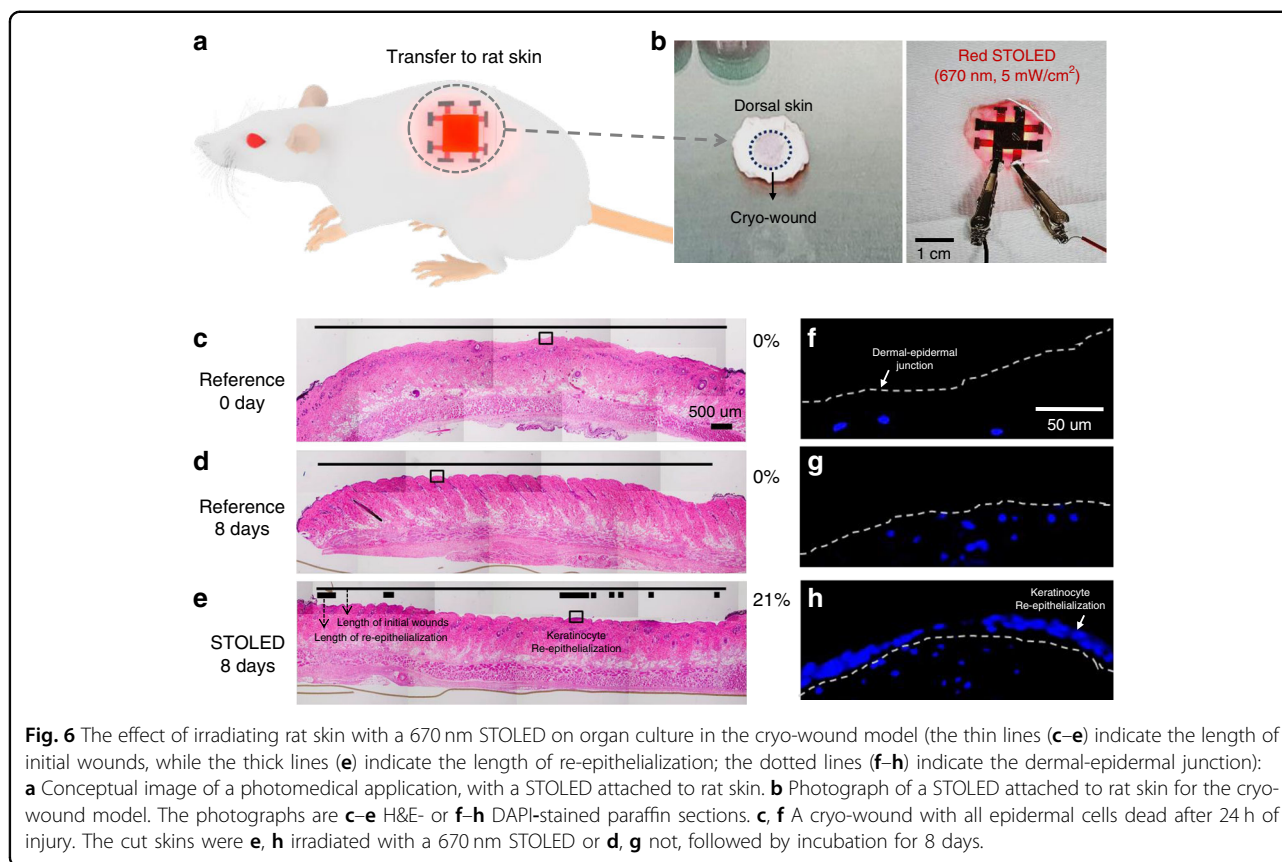 a
Transfer to rat skin
b
Dorsal skin
Cryo-wound
Red STOLED
(670 nm, 5 mW/cm²)
1 cm
c
Reference
0 day
0%
500 um
d
Reference
8 days
0%
e
STOLED
8 days
21%
Length of initial wounds
Length of re-epithelialization
Keratinocyte
Re-epithelialization
f
Dermal-epidermal
junction
50 um
g
h
Keratinocyte
Re-epithelialization
Fig. 6 The effect of irradiating rat skin with a 670 nm STOLED on organ culture in the cryo-wound model (the thin lines (c–e) indicate the length of
initial wounds, while the thick lines (e) indicate the length of re-epithelialization; the dotted lines (f–h) indicate the dermal-epidermal junction):
a Conceptual image of a photomedical application, with a STOLED attached to rat skin. b Photograph of a STOLED attached to rat skin for the cryo-
wound model. The photographs are c–e H&E- or f–h DAPI-stained paraffin sections. c, f A cryo-wound with all epidermal cells dead after 24 h of
injury. The cut skins were e, h irradiated with a 670 nm STOLED or d, g not, followed by incubation for 8 days.